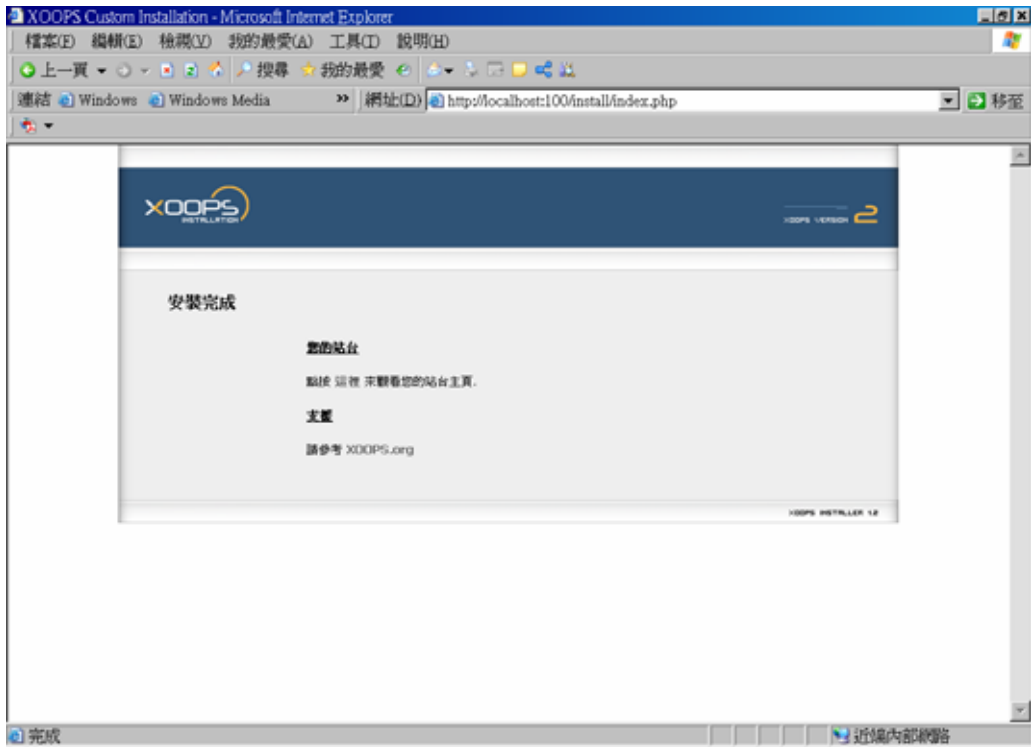 XOOPS Custom Installation - Microsoft Internet Explorer
檔案(F) 編輯(E) 檢視(V) 我的最愛(A) 工具(T) 說明(H)
上一頁 搜尋 我的最愛
連結 Windows Windows Media » 網址(D) http://localhost:100/install/index.php 移至
XOOPS
INSTALLATION
XOOPS VERSION 2
安裝完成
您的站台
點按 這裡 來觀看您的站台主頁.
支援
請參考 XOOPS.org
XOOPS INSTALLER 1.2
完成 近端內部網路